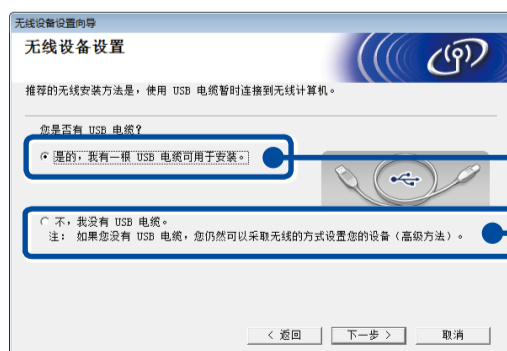 无线设备设置向导
无线设备设置
推荐的无线安装方法是，使用 USB 电缆暂时连接到无线计算机。
您是否有 USB 电缆？
是的，我有一根 USB 电缆可用于安装。
不，我没有 USB 电缆。
注： 如果您没有 USB 电缆，您仍然可以采取无线的方式设置您的设备（高级方法）。
< 返回 下一步 > 取消